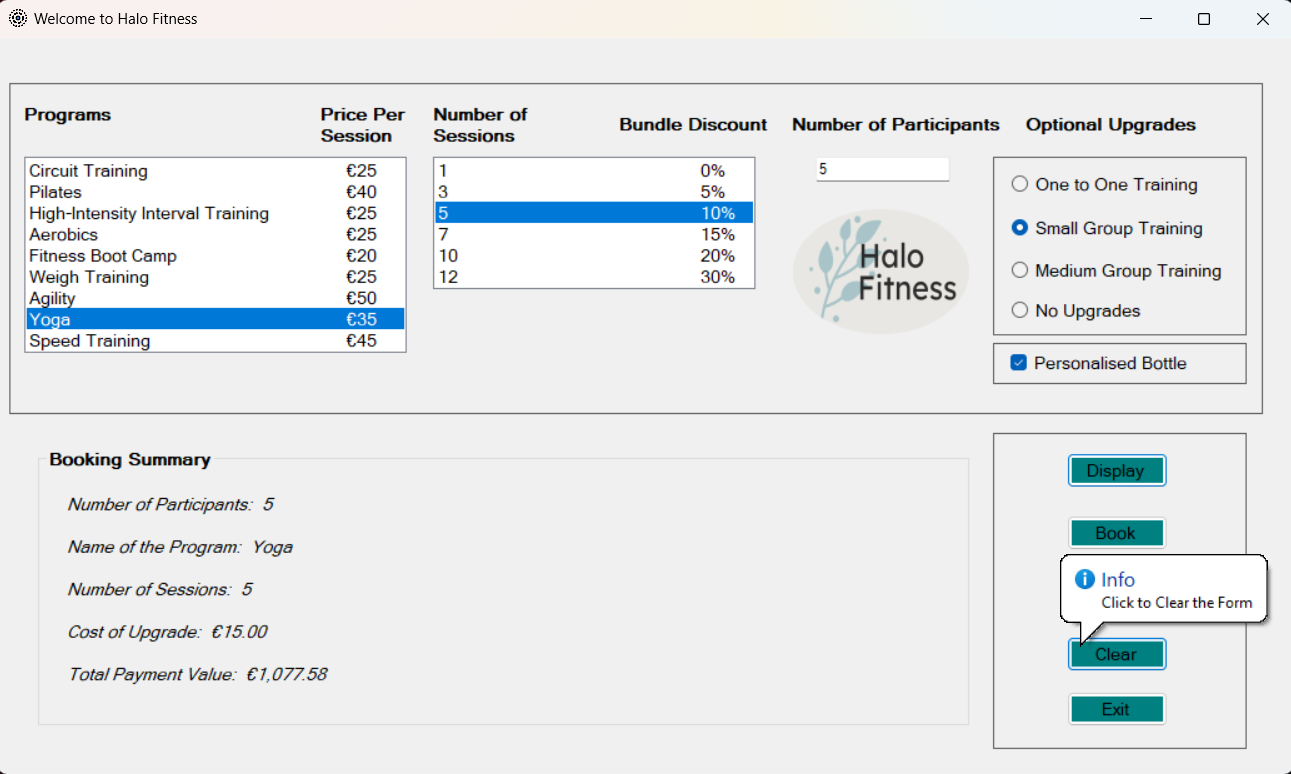 Welcome to Halo Fitness
Programs
Price Per
Session
Number of
Sessions
Bundle Discount
Number of Participants
Optional Upgrades
Circuit Training €25
Pilates €40
High-Intensity Interval Training €25
Aerobics €25
Fitness Boot Camp €20
Weigh Training €25
Agility €50
Yoga €35
Speed Training €45
1 0%
3 5%
5 10%
7 15%
10 20%
12 30%
5
Halo
Fitness
One to One Training
Small Group Training
Medium Group Training
No Upgrades
Personalised Bottle
Booking Summary
Number of Participants: 5
Name of the Program: Yoga
Number of Sessions: 5
Cost of Upgrade: €15.00
Total Payment Value: €1,077.58
Display
Book
Info
Click to Clear the Form
Clear
Exit